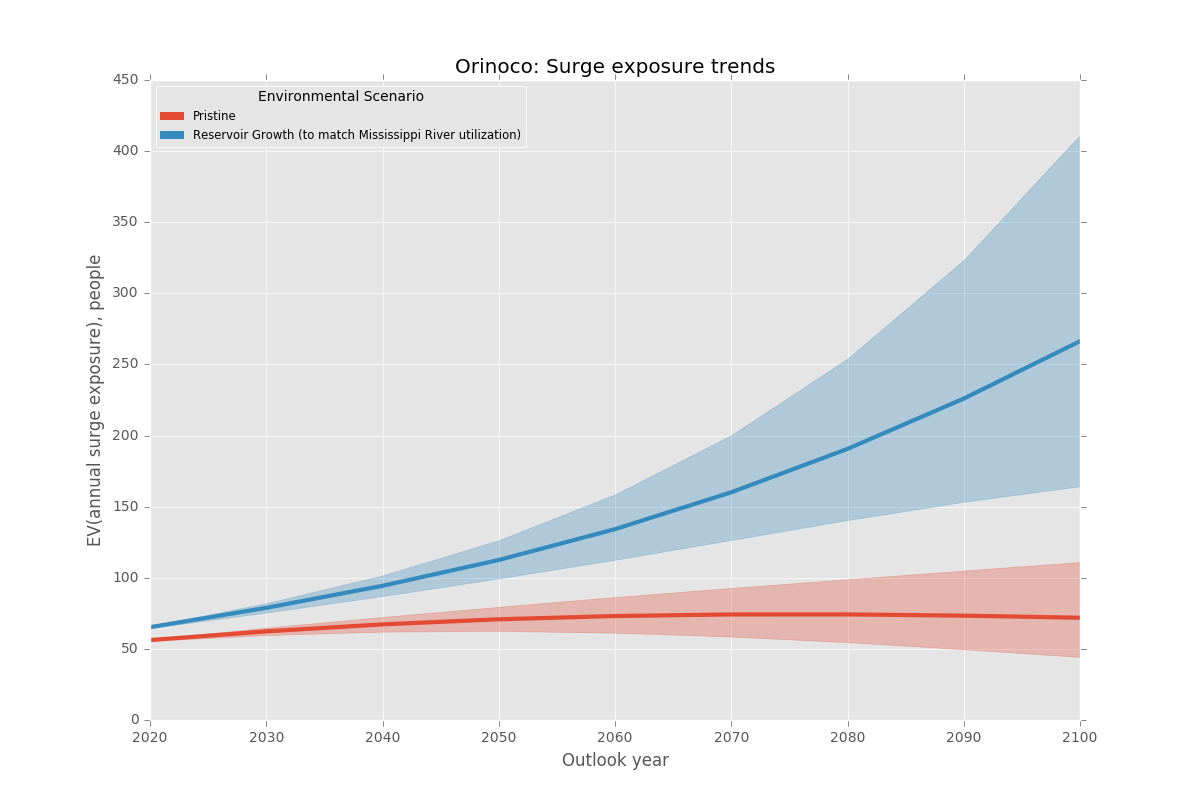 Orinoco: Surge exposure trends
Environmental Scenario
Pristine
Reservoir Growth (to match Mississippi River utilization)
EV(annual surge exposure), people
450
400
350
300
250
200
150
100
50
0
2020 2030 2040 2050 2060 2070 2080 2090 2100
Outlook year